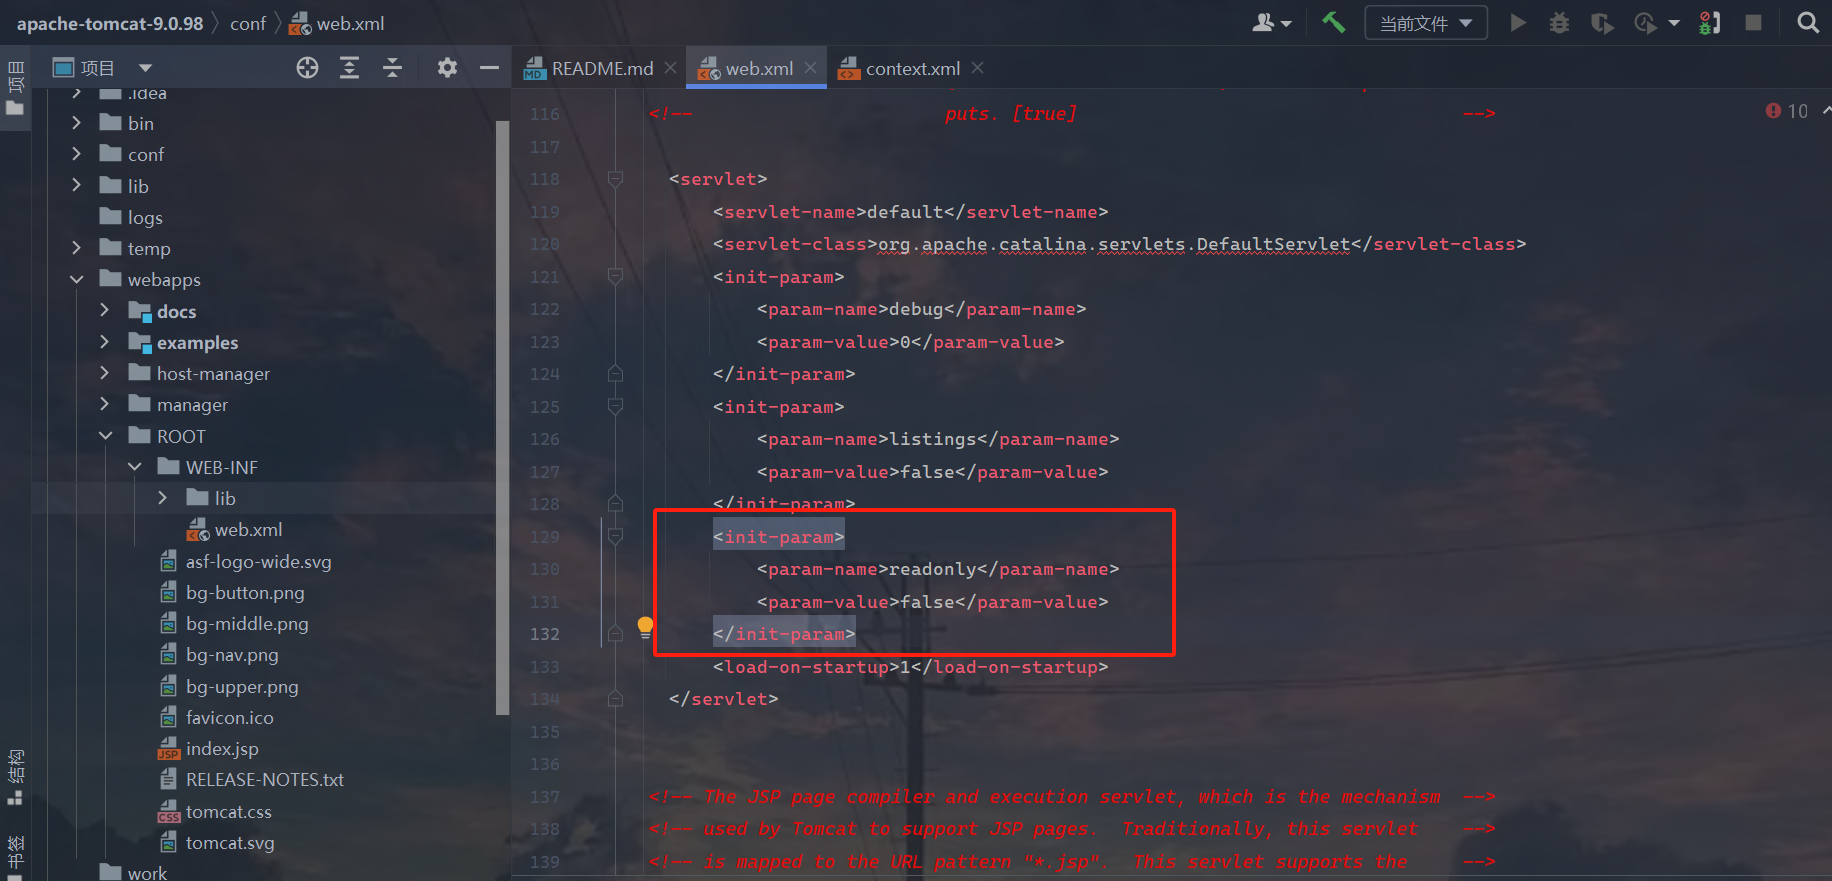 apache-tomcat-9.0.98 conf web.xml
当前文件
项目
项目
README.md web.xml context.xml
.idea
bin
conf
lib
logs
temp
webapps
docs
examples
host-manager
manager
ROOT
WEB-INF
lib
web.xml
asf-logo-wide.svg
bg-button.png
bg-middle.png
bg-nav.png
bg-upper.png
favicon.ico
index.jsp
RELEASE-NOTES.txt
tomcat.css
tomcat.svg
work
结构
书签
10
116 <!-- puts. [true] -->
117
118 <servlet>
119 <servlet-name>default</servlet-name>
120 <servlet-class>org.apache.catalina.servlets.DefaultServlet</servlet-class>
121 <init-param>
122 <param-name>debug</param-name>
123 <param-value>0</param-value>
124 </init-param>
125 <init-param>
126 <param-name>listings</param-name>
127 <param-value>false</param-value>
128 </init-param>
129 <init-param>
130 <param-name>readonly</param-name>
131 <param-value>false</param-value>
132 </init-param>
133 <load-on-startup>1</load-on-startup>
134 </servlet>
135
136
137 <!-- The JSP page compiler and execution servlet, which is the mechanism -->
138 <!-- used by Tomcat to support JSP pages. Traditionally, this servlet -->
139 <!-- is mapped to the URL pattern "*.jsp". This servlet supports the -->